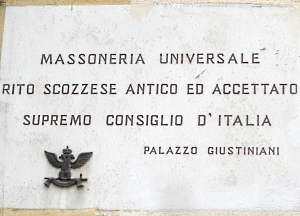 MASSONERIA UNIVERSALE
RITO SCOZZESE ANTICO ED ACCETTATO
SUPREMO CONSIGLIO D'ITALIA
PALAZZO GIUSTINIANI